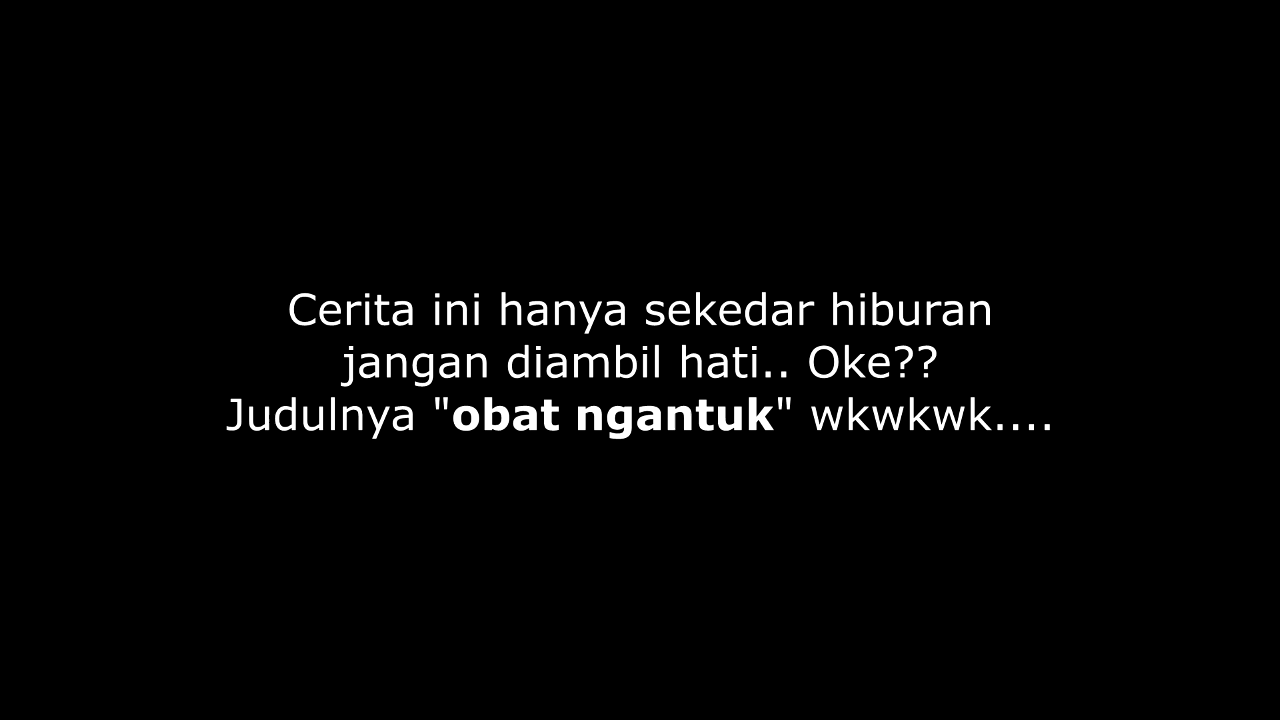 Cerita ini hanya sekedar hiburan
jangan diambil hati.. Oke??
Judulnya "obat ngantuk" wkwkwk....